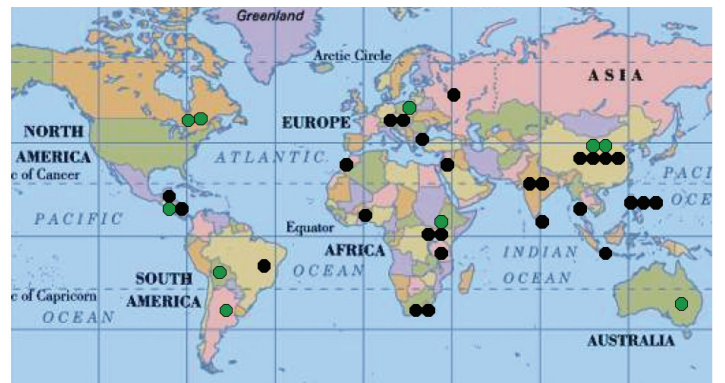 Greenland
Arctic Circle
ASIA
NORTH
AMERICA
EUROPE
ATLANTIC
c of Cancer
PACI
OCE
PACIFIC
Equator
AFRICA
INDIAN
OCEAN
OCEAN
SOUTH
AMERICA
c of Capricorn
OCEAN
AUSTRALIA